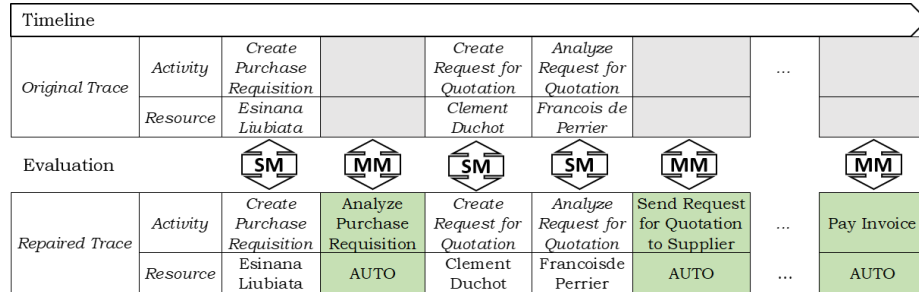 Timeline
Original Trace
Activity
Create Purchase Requisition
Create Request for Quotation
Analyze Request for Quotation
...
Resource
Esinana Liubiata
Clement Duchot
Francois de Perrier
Evaluation
SM
MM
SM
SM
MM
MM
Repaired Trace
Activity
Create Purchase Requisition
Analyze Purchase Requisition
Create Request for Quotation
Analyze Request for Quotation
Send Request for Quotation to Supplier
...
Pay Invoice
Resource
Esinana Liubiata
AUTO
Clement Duchot
Francoisde Perrier
AUTO
...
AUTO